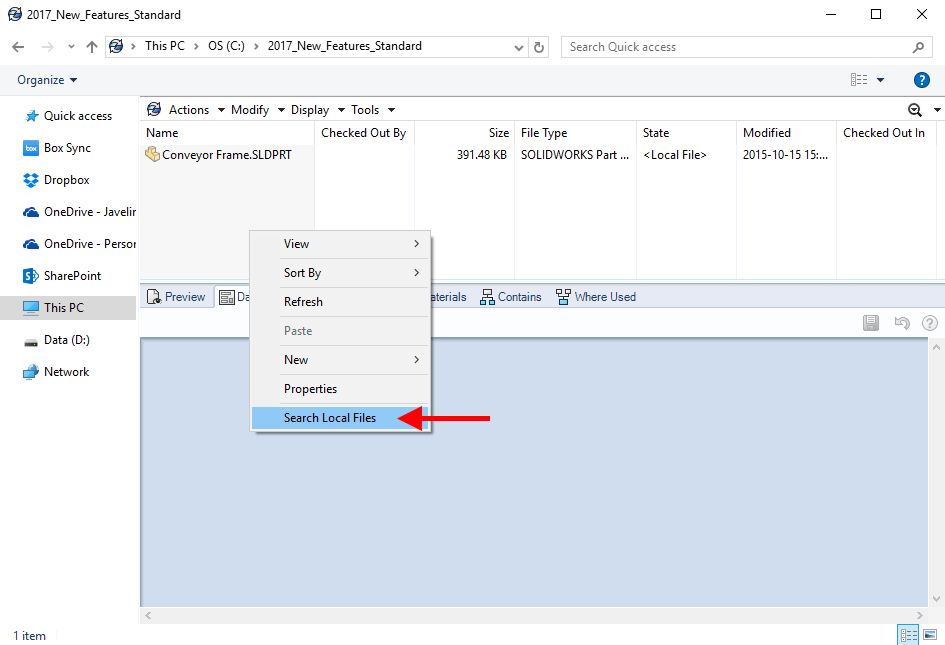 2017_New_Features_Standard
This PC > OS (C:) > 2017_New_Features_Standard
Search Quick access
Organize
Quick access
box Box Sync
Dropbox
OneDrive - Javelin
OneDrive - Person
SharePoint
This PC
Data (D:)
Network
Actions Modify Display Tools
Name Checked Out By Size File Type State Modified Checked Out In
Conveyor Frame.SLDPRT 391.48 KB SOLIDWORKS Part ... <Local File> 2015-10-15 15:...
View
Sort By
Refresh
Paste
New
Properties
Search Local Files
Preview Da aterials Contains Where Used
1 item